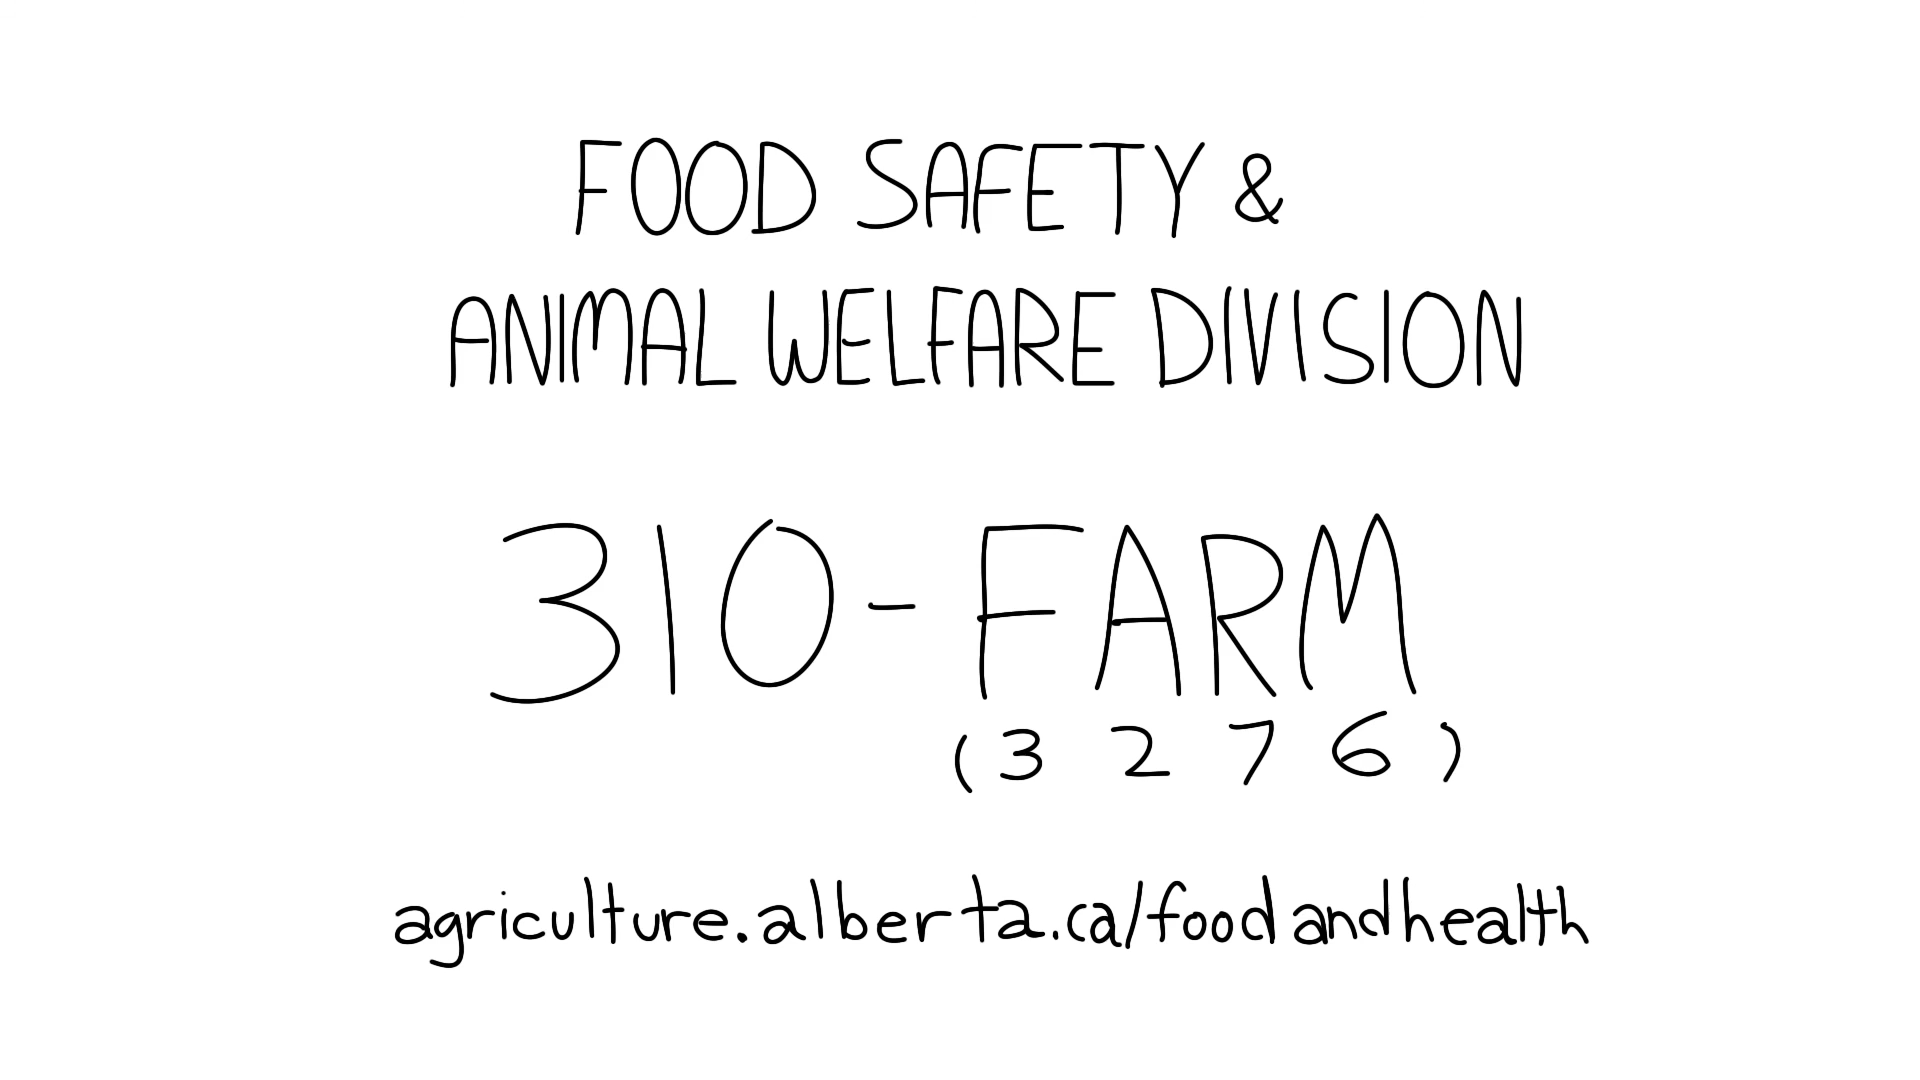 FOOD SAFETY &
ANIMAL WELFARE DIVISION
310-FARM
(3 2 7 6)
agriculture.alberta.ca/foodandhealth